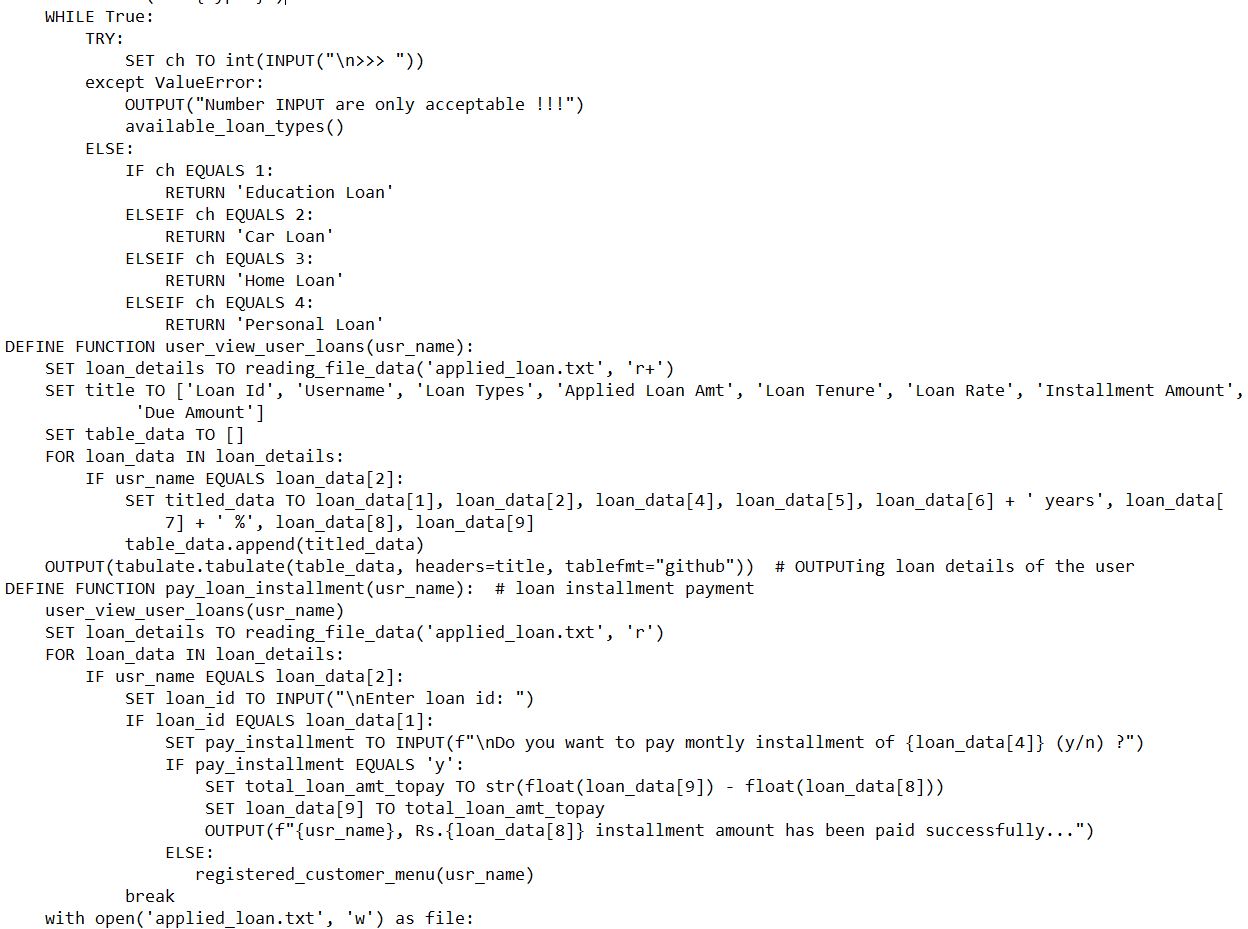 WHILE True:
TRY:
SET ch TO int(INPUT("\n>>> "))
except ValueError:
OUTPUT("Number INPUT are only acceptable !!!")
available_loan_types()
ELSE:
IF ch EQUALS 1:
RETURN 'Education Loan'
ELSEIF ch EQUALS 2:
RETURN 'Car Loan'
ELSEIF ch EQUALS 3:
RETURN 'Home Loan'
ELSEIF ch EQUALS 4:
RETURN 'Personal Loan'
DEFINE FUNCTION user_view_user_loans(usr_name):
SET loan_details TO reading_file_data('applied_loan.txt', 'r+')
SET title TO ['Loan Id', 'Username', 'Loan Types', 'Applied Loan Amt', 'Loan Tenure', 'Loan Rate', 'Installment Amount',
'Due Amount']
SET table_data TO []
FOR loan_data IN loan_details:
IF usr_name EQUALS loan_data[2]:
SET titled_data TO loan_data[1], loan_data[2], loan_data[4], loan_data[5], loan_data[6] + ' years', loan_data[
7] + ' %', loan_data[8], loan_data[9]
table_data.append(titled_data)
OUTPUT(tabulate.tabulate(table_data, headers=title, tablefmt="github"))  # OUTPUTing loan details of the user
DEFINE FUNCTION pay_loan_installment(usr_name):  # loan installment payment
user_view_user_loans(usr_name)
SET loan_details TO reading_file_data('applied_loan.txt', 'r')
FOR loan_data IN loan_details:
IF usr_name EQUALS loan_data[2]:
SET loan_id TO INPUT("\nEnter loan id: ")
IF loan_id EQUALS loan_data[1]:
SET pay_installment TO INPUT(f"\nDo you want to pay montly installment of {loan_data[4]} (y/n) ?")
IF pay_installment EQUALS 'y':
SET total_loan_amt_topay TO str(float(loan_data[9]) - float(loan_data[8]))
SET loan_data[9] TO total_loan_amt_topay
OUTPUT(f"{usr_name}, Rs.{loan_data[8]} installment amount has been paid successfully...")
ELSE:
registered_customer_menu(usr_name)
break
with open('applied_loan.txt', 'w') as file: